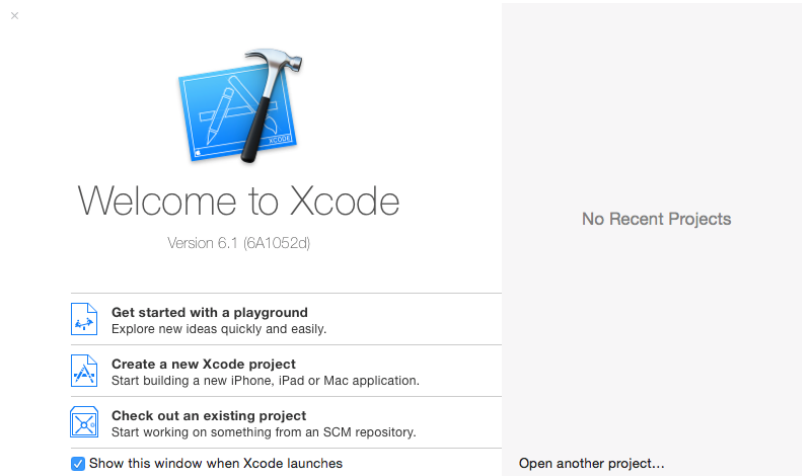 XCODE
Welcome to Xcode
Version 6.1 (6A1052d)
Get started with a playground
Explore new ideas quickly and easily.
Create a new Xcode project
Start building a new iPhone, iPad or Mac application.
Check out an existing project
Start working on something from an SCM repository.
Show this window when Xcode launches
No Recent Projects
Open another project...